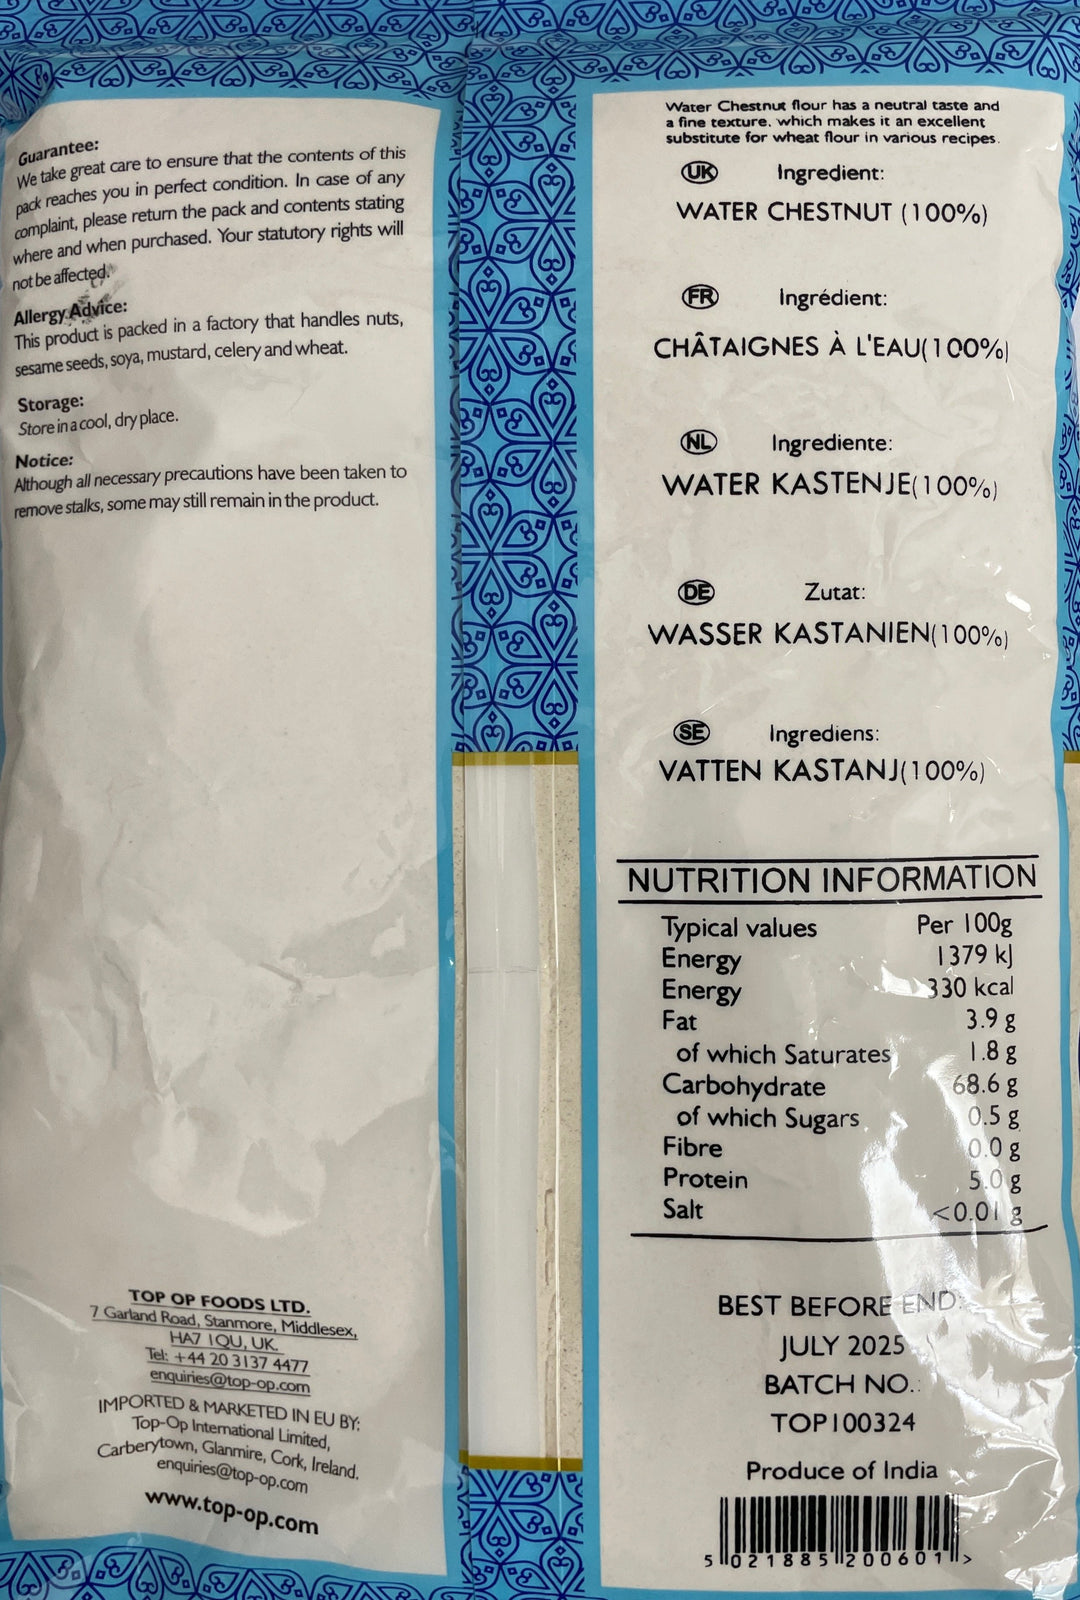 Guarantee:
We take great care to ensure that the contents of this
pack reaches you in perfect condition. In case of any
complaint, please return the pack and contents stating
where and when purchased. Your statutory rights will
not be affected.
Allergy Advice:
This product is packed in a factory that handles nuts,
sesame seeds, soya, mustard, celery and wheat.
Storage:
Store in a cool, dry place.
Notice:
Although all necessary precautions have been taken to
remove stalks, some may still remain in the product.
TOP OP FOODS LTD.
7 Garland Road, Stanmore, Middlesex,
HA7 1QU, UK.
Tel: +44 20 3137 4477
enquiries@top-op.com
IMPORTED & MARKETED IN EU BY:
Top-Op International Limited,
Carberytown, Glanmire, Cork, Ireland.
enquiries@top-op.com
www.top-op.com
Water Chestnut flour has a neutral taste and
a fine texture. which makes it an excellent
substitute for wheat flour in various recipes.
UK Ingredient:
WATER CHESTNUT (100%)
FR Ingrédient:
CHÂTAIGNES À L'EAU(100%)
NL Ingrediente:
WATER KASTENJE(100%)
DE Zutat:
WASSER KASTANIEN(100%)
SE Ingrediens:
VATTEN KASTANJ(100%)
NUTRITION INFORMATION
Typical values Per 100g
Energy 1379 kJ
Energy 330 kcal
Fat 3.9 g
of which Saturates 1.8 g
Carbohydrate 68.6 g
of which Sugars 0.5 g
Fibre 0.0 g
Protein 5.0 g
Salt <0.01 g
BEST BEFORE END:
JULY 2025
BATCH NO.:
TOP100324
Produce of India
5 021885 200601 >